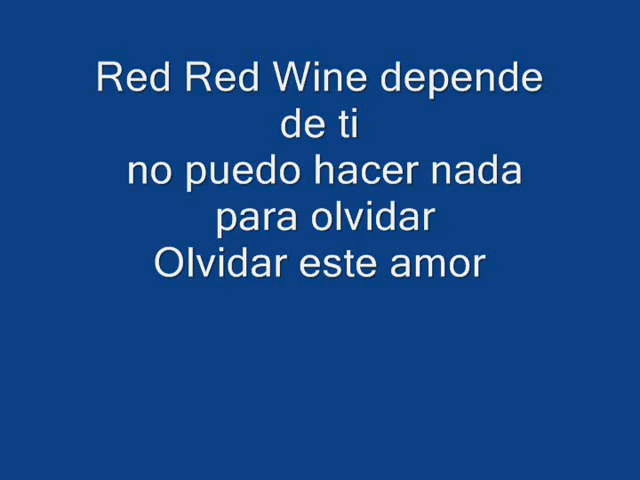 Red Red Wine depende
de ti
no puedo hacer nada
para olvidar
Olvidar este amor